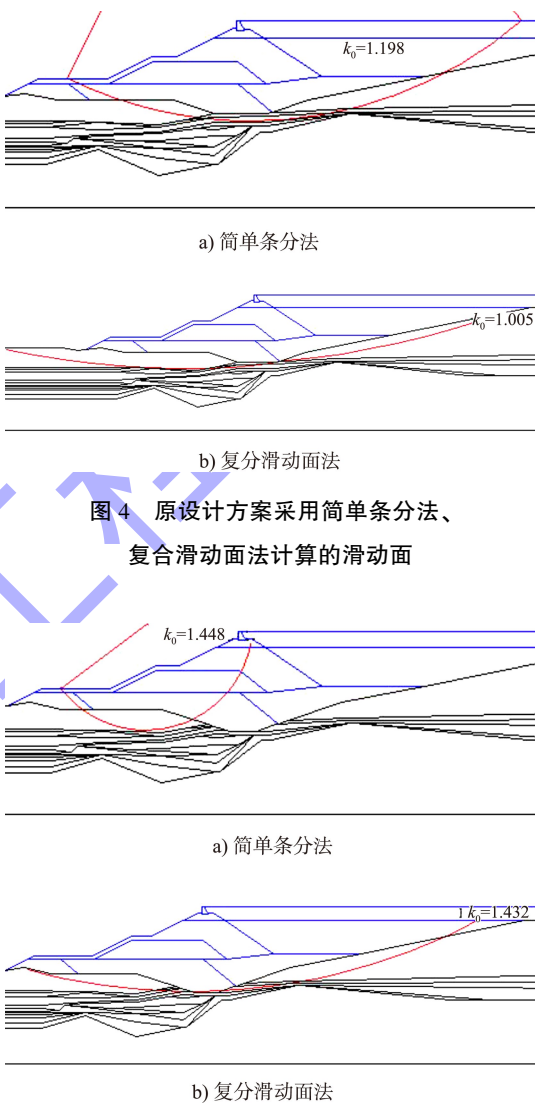 k₀=1.198
a) 简单条分法
k₀=1.005
b) 复分滑动面法
图 4 原设计方案采用简单条分法、
复合滑动面法计算的滑动面
k₀=1.448
a) 简单条分法
k₀=1.432
b) 复分滑动面法